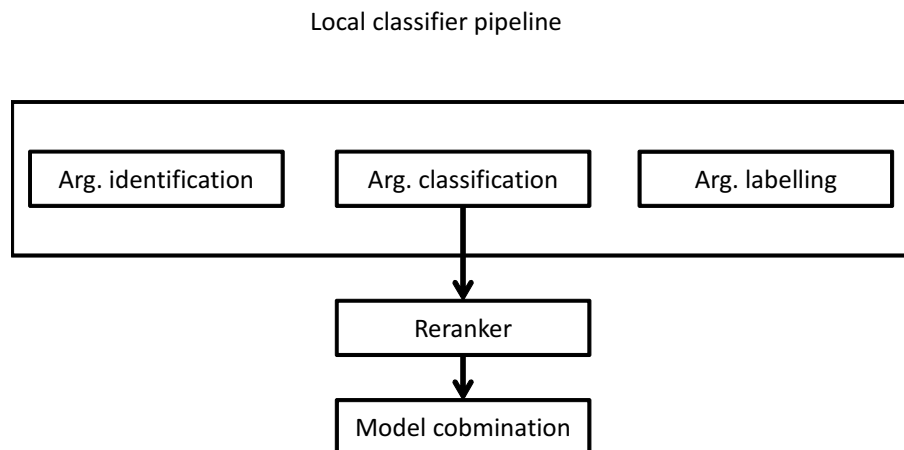 Local classifier pipeline
Arg. identification
Arg. classification
Arg. labelling
Reranker
Model cobmination